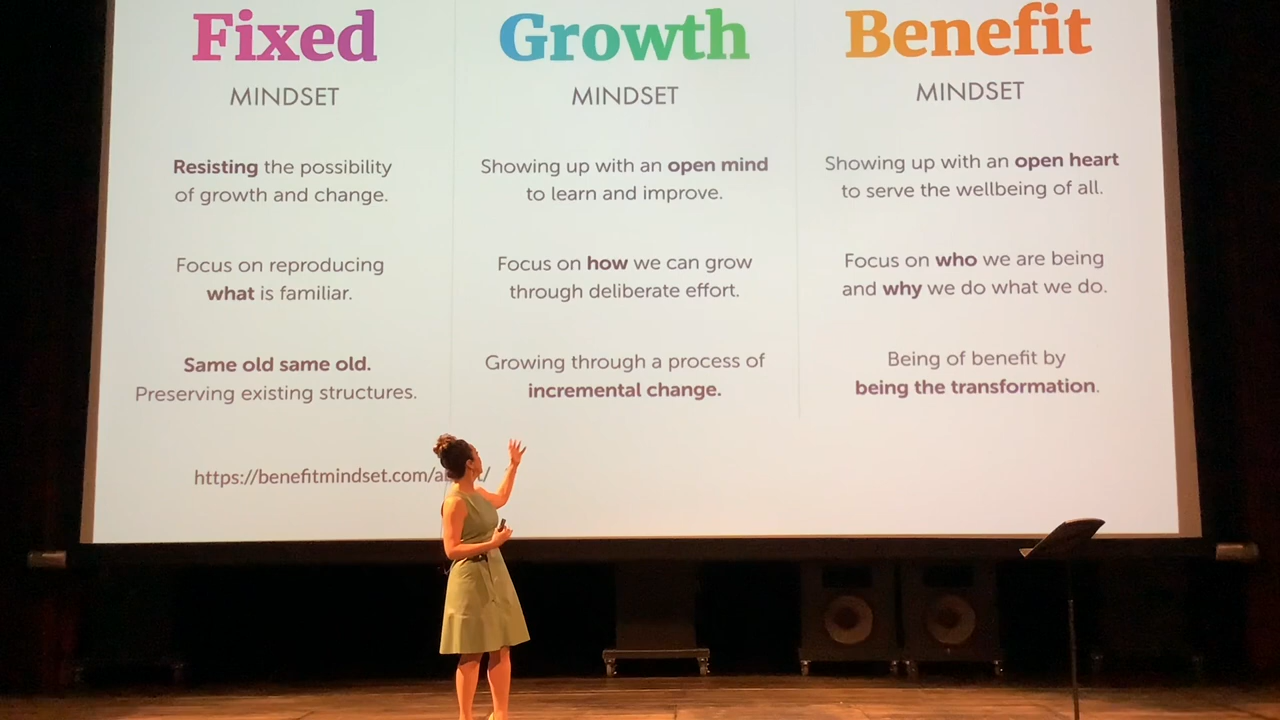 Fixed
MINDSET
Resisting the possibility
of growth and change.
Focus on reproducing
what is familiar.
Same old same old.
Preserving existing structures.
Growth
MINDSET
Showing up with an open mind
to learn and improve.
Focus on how we can grow
through deliberate effort.
Growing through a process of
incremental change.
Benefit
MINDSET
Showing up with an open heart
to serve the wellbeing of all.
Focus on who we are being
and why we do what we do.
Being of benefit by
being the transformation.
https://benefitmindset.com/